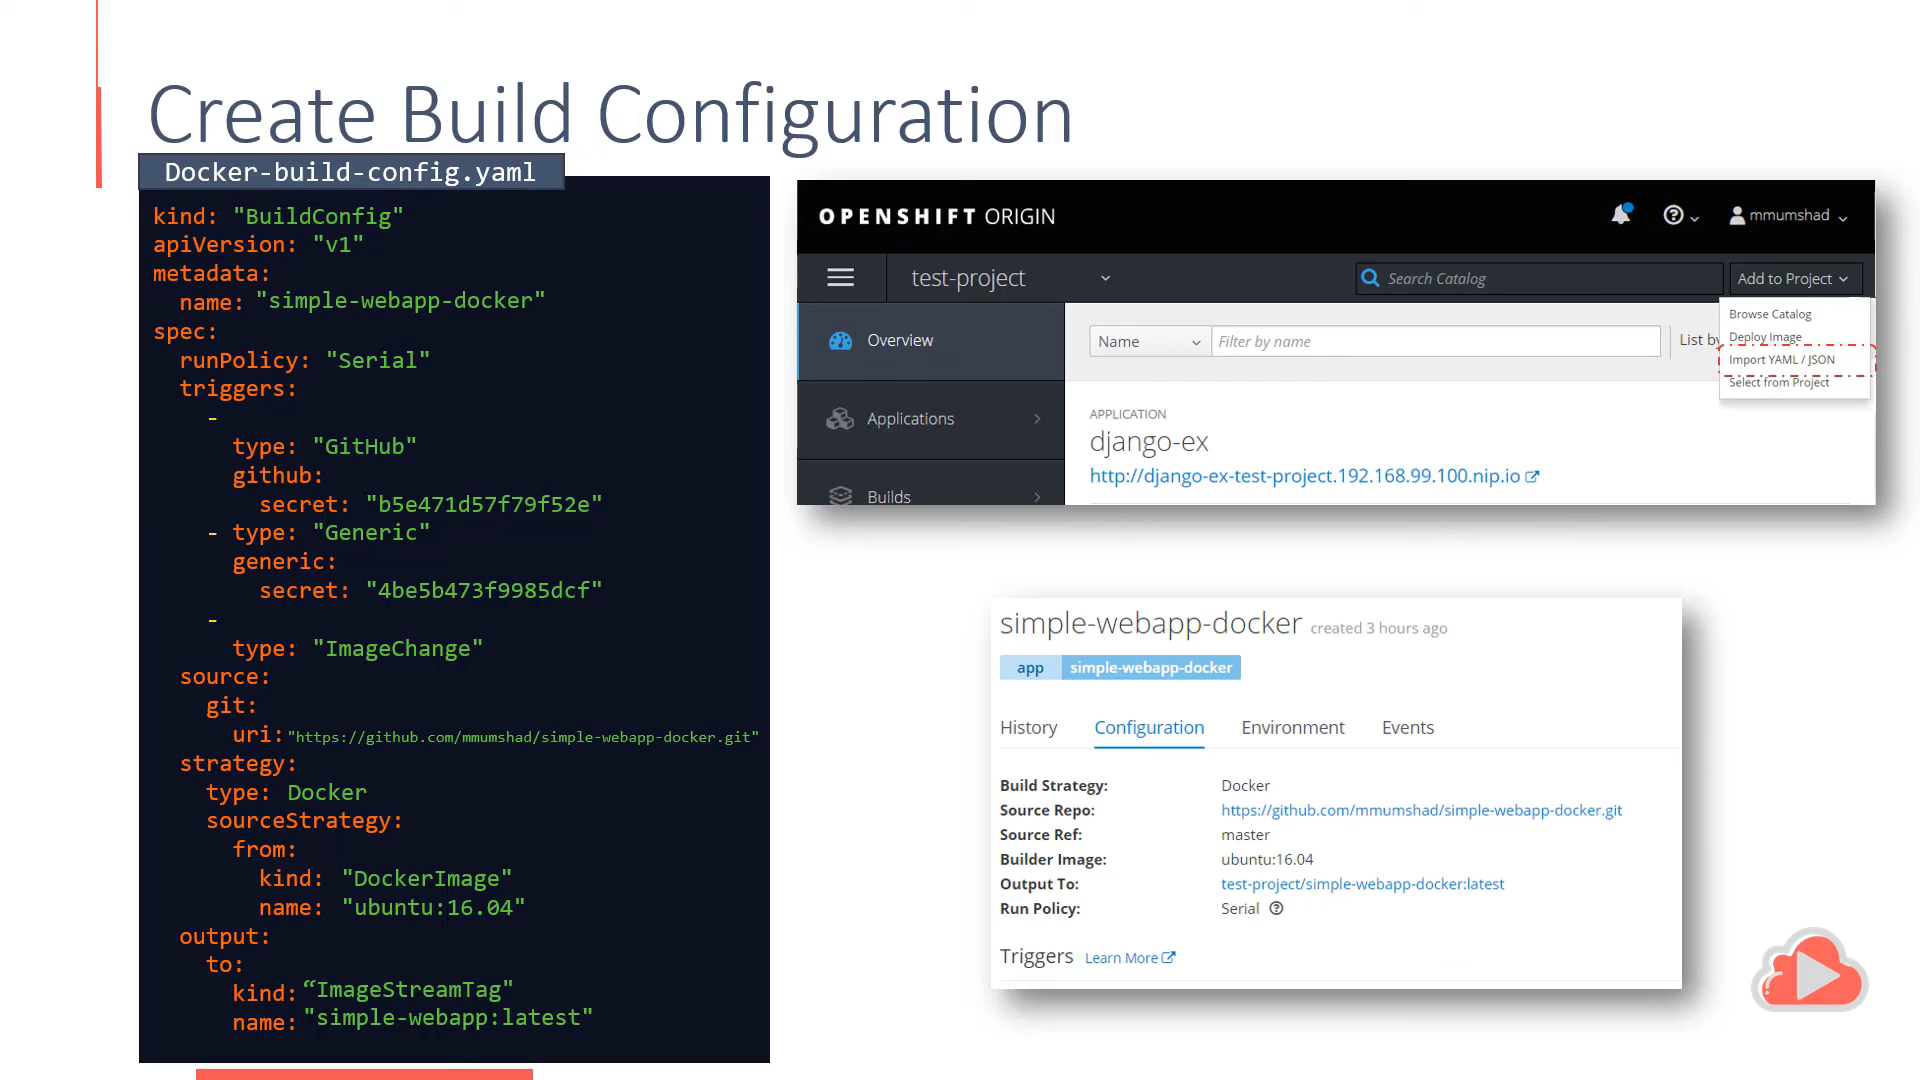 Create Build Configuration
Docker-build-config.yaml
kind: "BuildConfig"
apiVersion: "v1"
metadata:
  name: "simple-webapp-docker"
spec:
  runPolicy: "Serial"
  triggers:
    -
      type: "GitHub"
      github:
        secret: "b5e471d57f79f52e"
    - type: "Generic"
      generic:
        secret: "4be5b473f9985dcf"
    -
      type: "ImageChange"
  source:
    git:
      uri:"https://github.com/mmumshad/simple-webapp-docker.git"
  strategy:
    type: Docker
    sourceStrategy:
      from:
        kind: "DockerImage"
        name: "ubuntu:16.04"
  output:
    to:
      kind:“ImageStreamTag"
      name:"simple-webapp:latest"
OPENSHIFT ORIGIN
mmumshad
test-project
Search Catalog
Add to Project
Browse Catalog
Deploy Image
Import YAML / JSON
Select from Project
Overview
Name
Filter by name
List by
Applications
APPLICATION
django-ex
http://django-ex-test-project.192.168.99.100.nip.io
Builds
simple-webapp-docker created 3 hours ago
app simple-webapp-docker
History Configuration Environment Events
Build Strategy: Docker
Source Repo: https://github.com/mmumshad/simple-webapp-docker.git
Source Ref: master
Builder Image: ubuntu:16.04
Output To: test-project/simple-webapp-docker:latest
Run Policy: Serial
Triggers Learn More